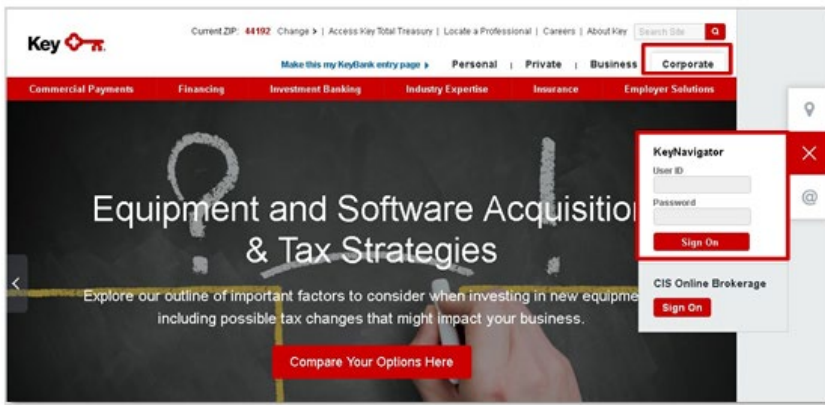 Key
Current ZIP: 44192 Change > | Access Key Total Treasury | Locate a Professional | Careers | About Key Search Site
Make this my KeyBank entry page Personal | Private | Business Corporate
Commercial Payments Financing Investment Banking Industry Expertise Insurance Employer Solutions
KeyNavigator
User ID
Password
Sign On
CIS Online Brokerage
Sign On
@
Equipment and Software Acquisition
& Tax Strategies
Explore our outline of important factors to consider when investing in new equipme
including possible tax changes that might impact your business.
Compare Your Options Here